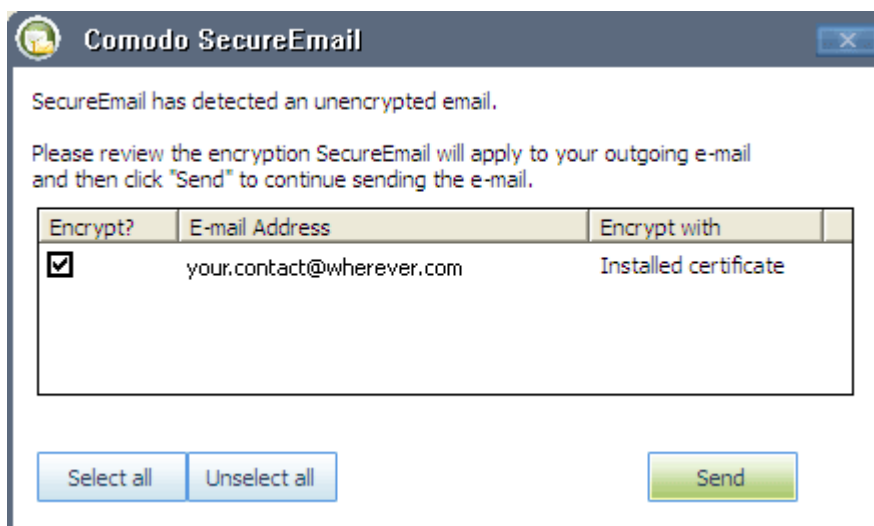 Comodo SecureEmail
SecureEmail has detected an unencrypted email.
Please review the encryption SecureEmail will apply to your outgoing e-mail
and then click "Send" to continue sending the e-mail.
Encrypt? E-mail Address Encrypt with
your.contact@wherever.com Installed certificate
Select all Unselect all Send